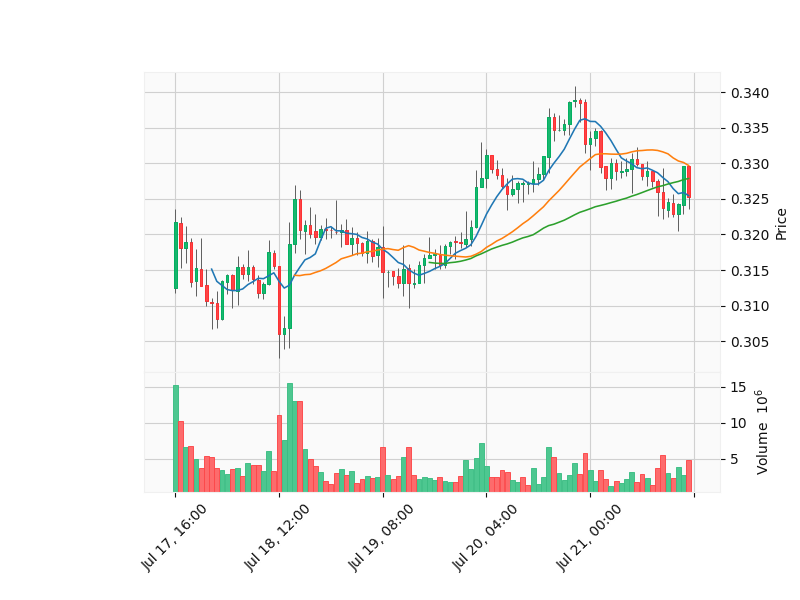 0.340
0.335
0.330
0.325
0.320
0.315
0.310
0.305
Price
15
10
5
Volume 10^6
Jul 17, 16:00
Jul 18, 12:00
Jul 19, 08:00
Jul 20, 04:00
Jul 21, 00:00